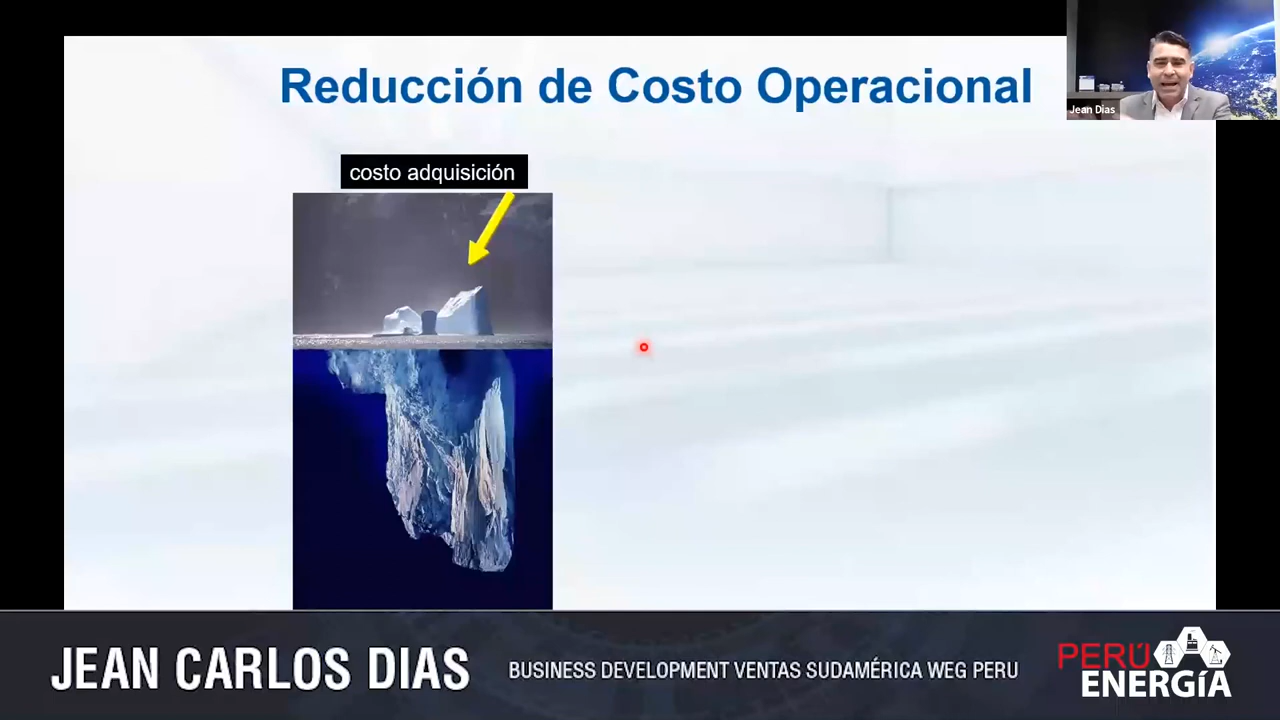 Reducción de Costo Operacional
Jean Dias
costo adquisición
JEAN CARLOS DIAS
BUSINESS DEVELOPMENT VENTAS SUDAMÉRICA WEG PERU
PERÚ
ENERGÍA